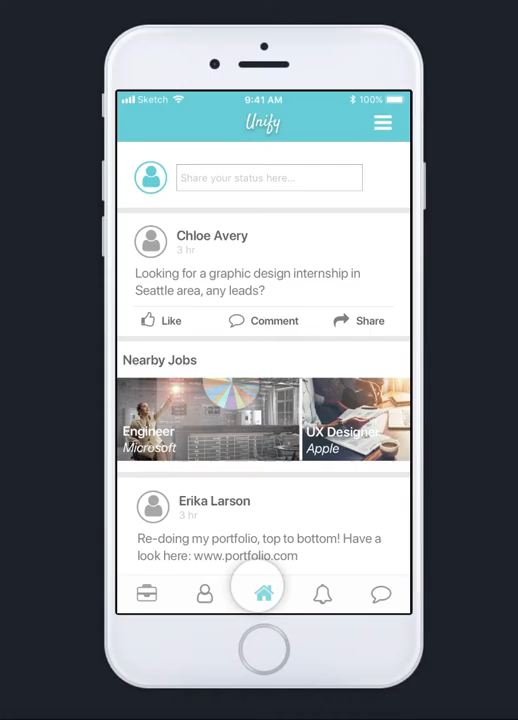 Sketch 9:41 AM 100%
Unify
Share your status here...
Chloe Avery
3 hr
Looking for a graphic design internship in
Seattle area, any leads?
Like Comment Share
Nearby Jobs
Engineer
Microsoft
UX Designer
Apple
Erika Larson
3 hr
Re-doing my portfolio, top to bottom! Have a
look here: www.portfolio.com